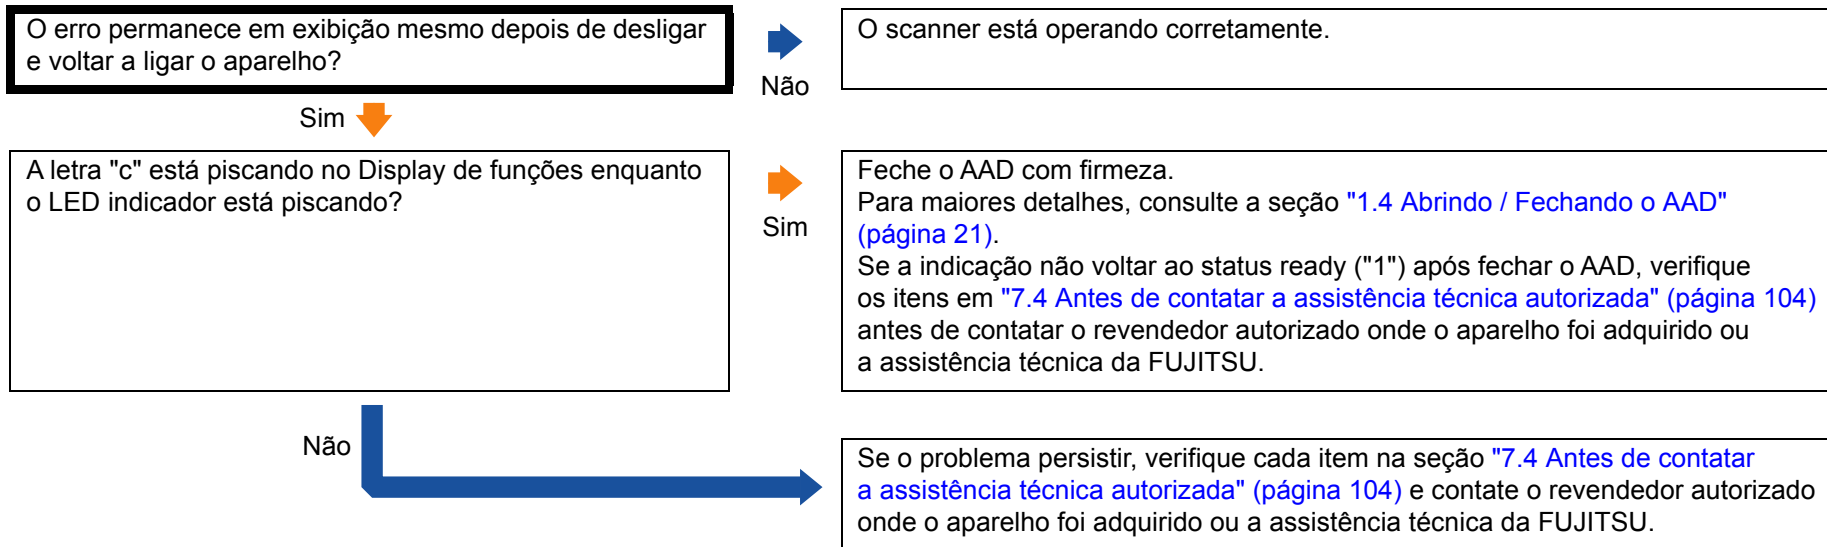 O erro permanece em exibição mesmo depois de desligar
e voltar a ligar o aparelho?
Não
O scanner está operando corretamente.
Sim
A letra "c" está piscando no Display de funções enquanto
o LED indicador está piscando?
Sim
Feche o AAD com firmeza.
Para maiores detalhes, consulte a seção "1.4 Abrindo / Fechando o AAD"
(página 21).
Se a indicação não voltar ao status ready ("1") após fechar o AAD, verifique
os itens em "7.4 Antes de contatar a assistência técnica autorizada" (página 104)
antes de contatar o revendedor autorizado onde o aparelho foi adquirido ou
a assistência técnica da FUJITSU.
Não
Se o problema persistir, verifique cada item na seção "7.4 Antes de contatar
a assistência técnica autorizada" (página 104) e contate o revendedor autorizado
onde o aparelho foi adquirido ou a assistência técnica da FUJITSU.